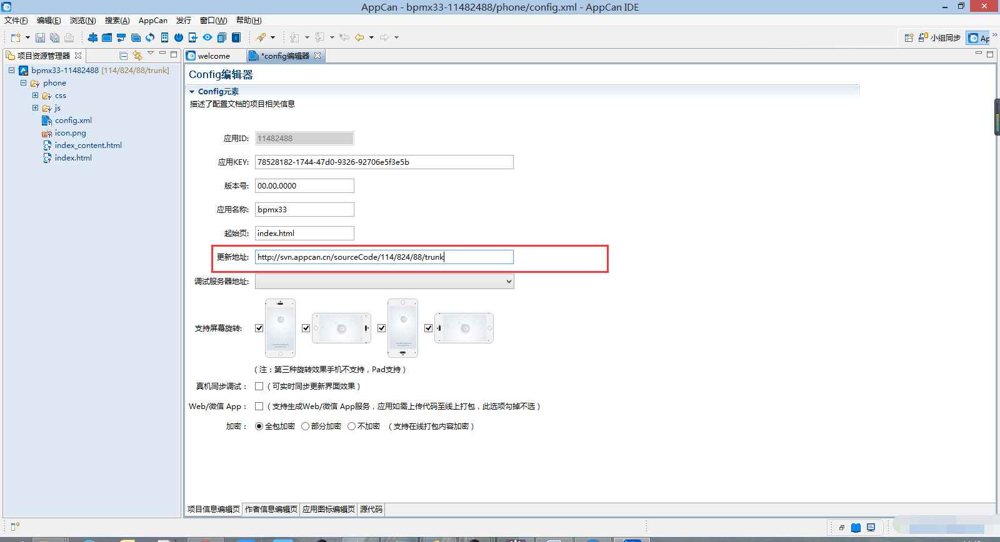 AppCan - bpmx33-11482488/phone/config.xml - AppCan IDE
文件(F) 编辑(E) 浏览(N) 搜索(A) AppCan 发行 窗口(W) 帮助(H)
小组同步 Ap
项目资源管理器 welcome *config编辑器
bpmx33-11482488 [114/824/88/trunk]
phone
css
js
config.xml
icon.png
index_content.html
index.html
Config编辑器
Config元素
描述了配置文档的项目相关信息
应用ID: 11482488
应用KEY: 78528182-1744-47d0-9326-92706e5f3e5b
版本号: 00.00.0000
应用名称: bpmx33
起始页: index.html
更新地址: http://svn.appcan.cn/sourceCode/114/824/88/trunk
调试服务器地址:
支持屏幕旋转:
(注：第三种旋转效果手机不支持，Pad支持)
真机同步调试： (可实时同步更新界面效果)
Web/微信 App： (支持生成Web/微信 App服务，应用如需上传代码至线上打包，此选项勾掉不选)
加密： 全包加密 部分加密 不加密 (支持在线打包内容加密)
项目信息编辑页 作者信息编辑页 应用图标编辑页 源代码